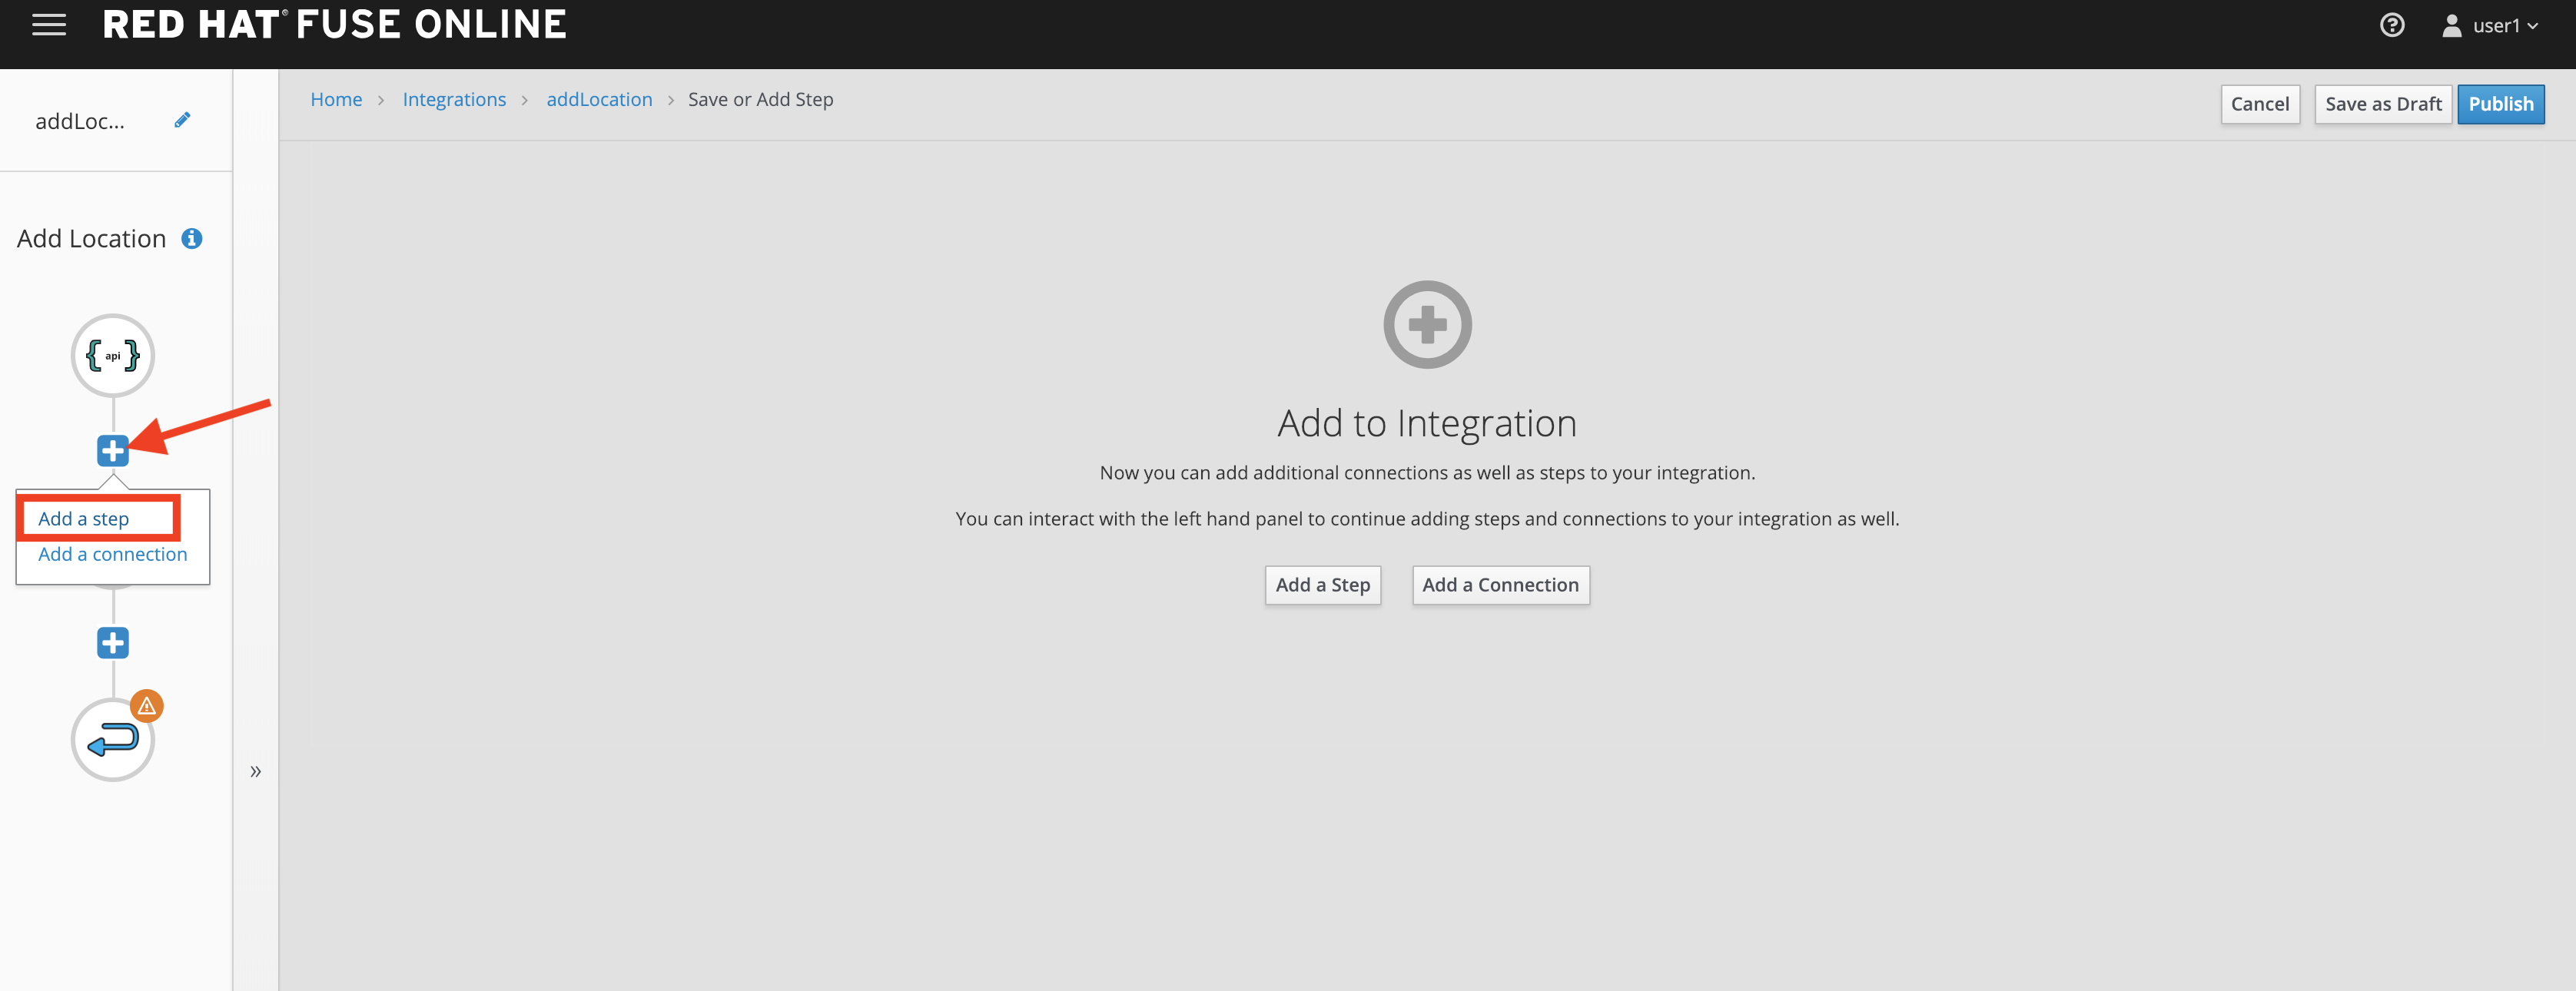 RED HAT® FUSE ONLINE
user1
addLoc...
Home > Integrations > addLocation > Save or Add Step
Cancel
Save as Draft
Publish
Add Location
{ api }
Add a step
Add a connection
Add to Integration
Now you can add additional connections as well as steps to your integration.
You can interact with the left hand panel to continue adding steps and connections to your integration as well.
Add a Step
Add a Connection
»